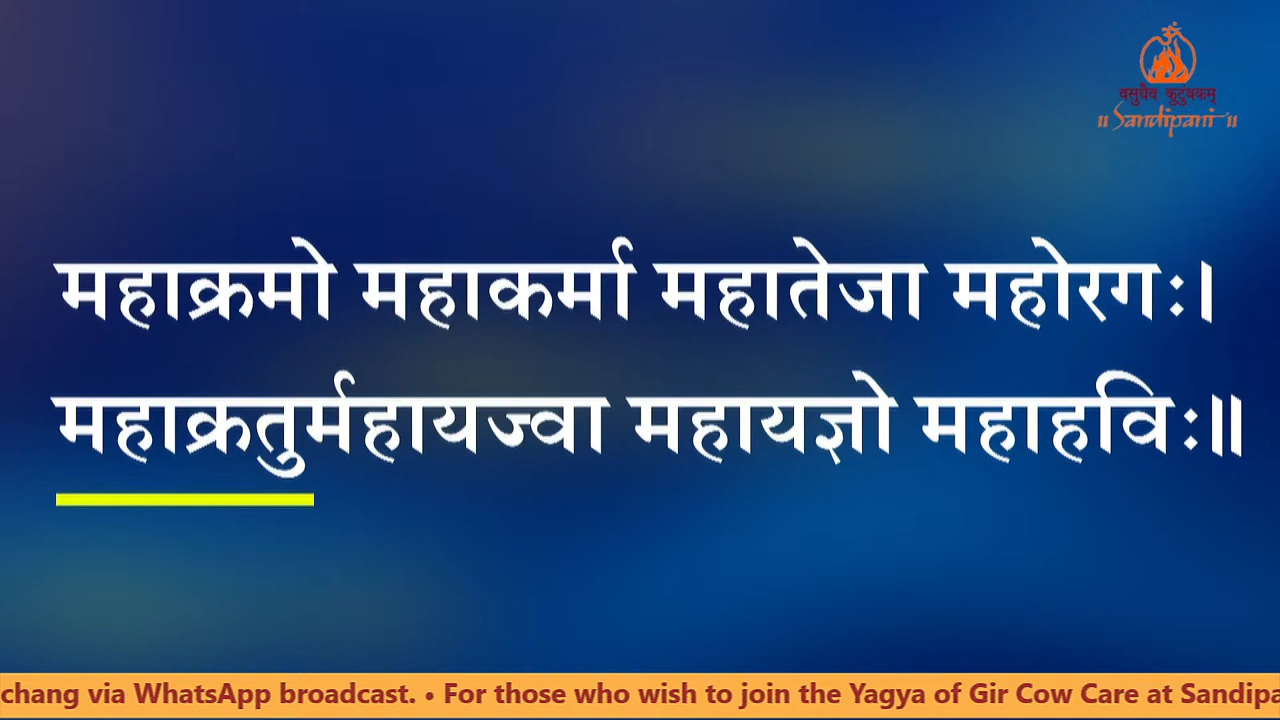 ॐ
वसुधैव कुटुंबकम्
॥ Sandipani ॥
महाक्रमो महाकर्मा महातेजा महोरगः।
महाक्रतुर्महायज्वा महायज्ञो महाहविः॥
chang via WhatsApp broadcast. • For those who wish to join the Yagya of Gir Cow Care at Sandipa